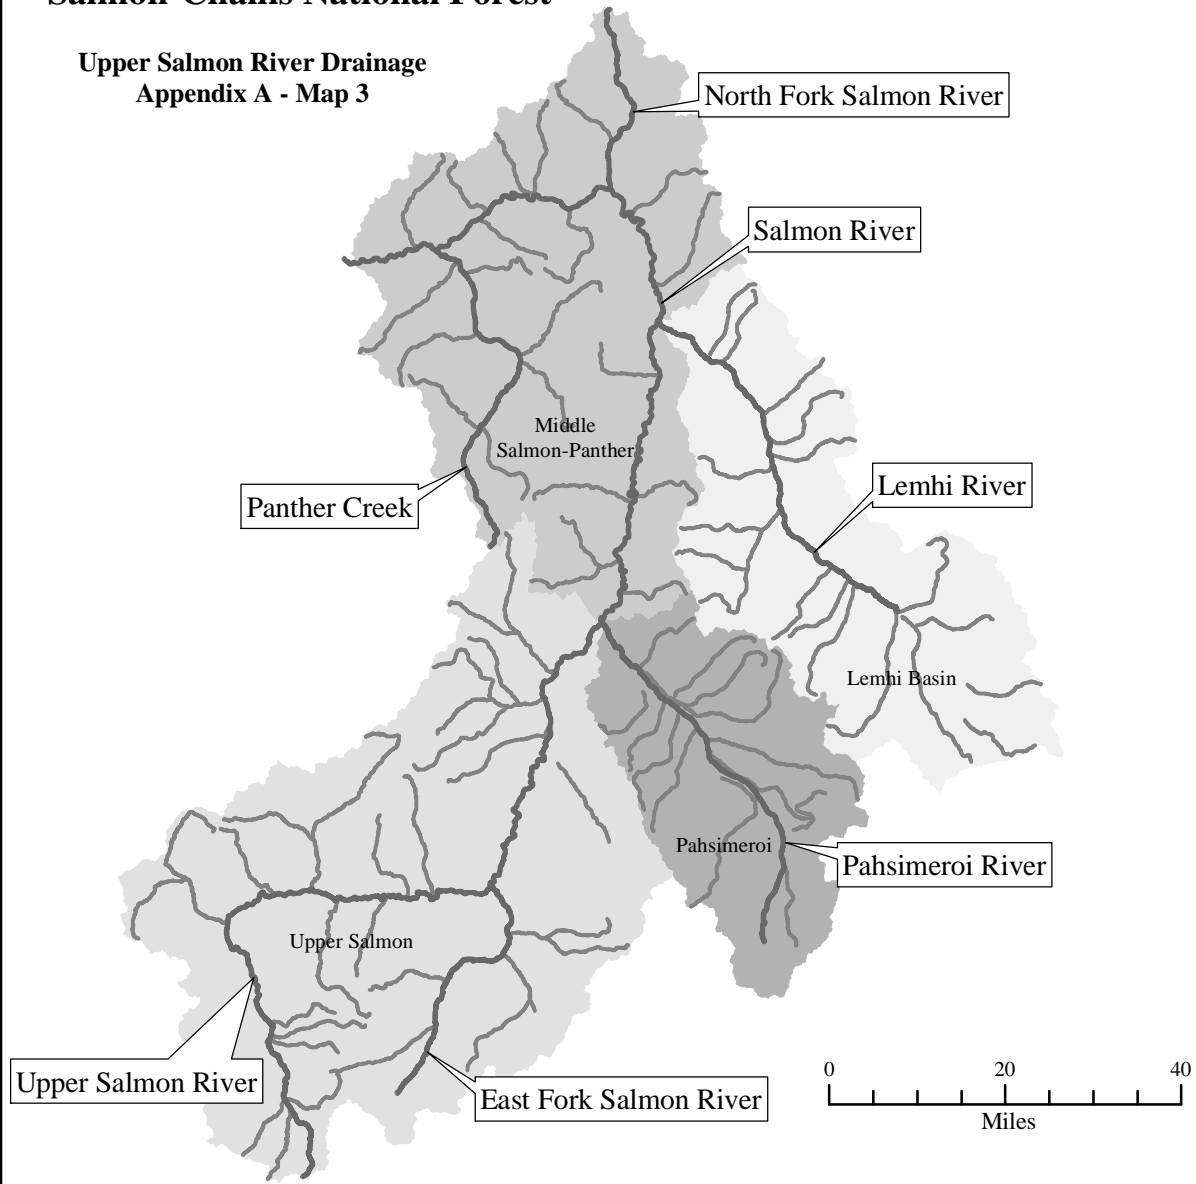 Salmon-Challis National Forest
Upper Salmon River Drainage
Appendix A - Map 3
North Fork Salmon River
Salmon River
Middle
Salmon-Panther
Lemhi River
Panther Creek
Lemhi Basin
Pahsimeroi
Pahsimeroi River
Upper Salmon
Upper Salmon River
East Fork Salmon River
0 20 40
Miles